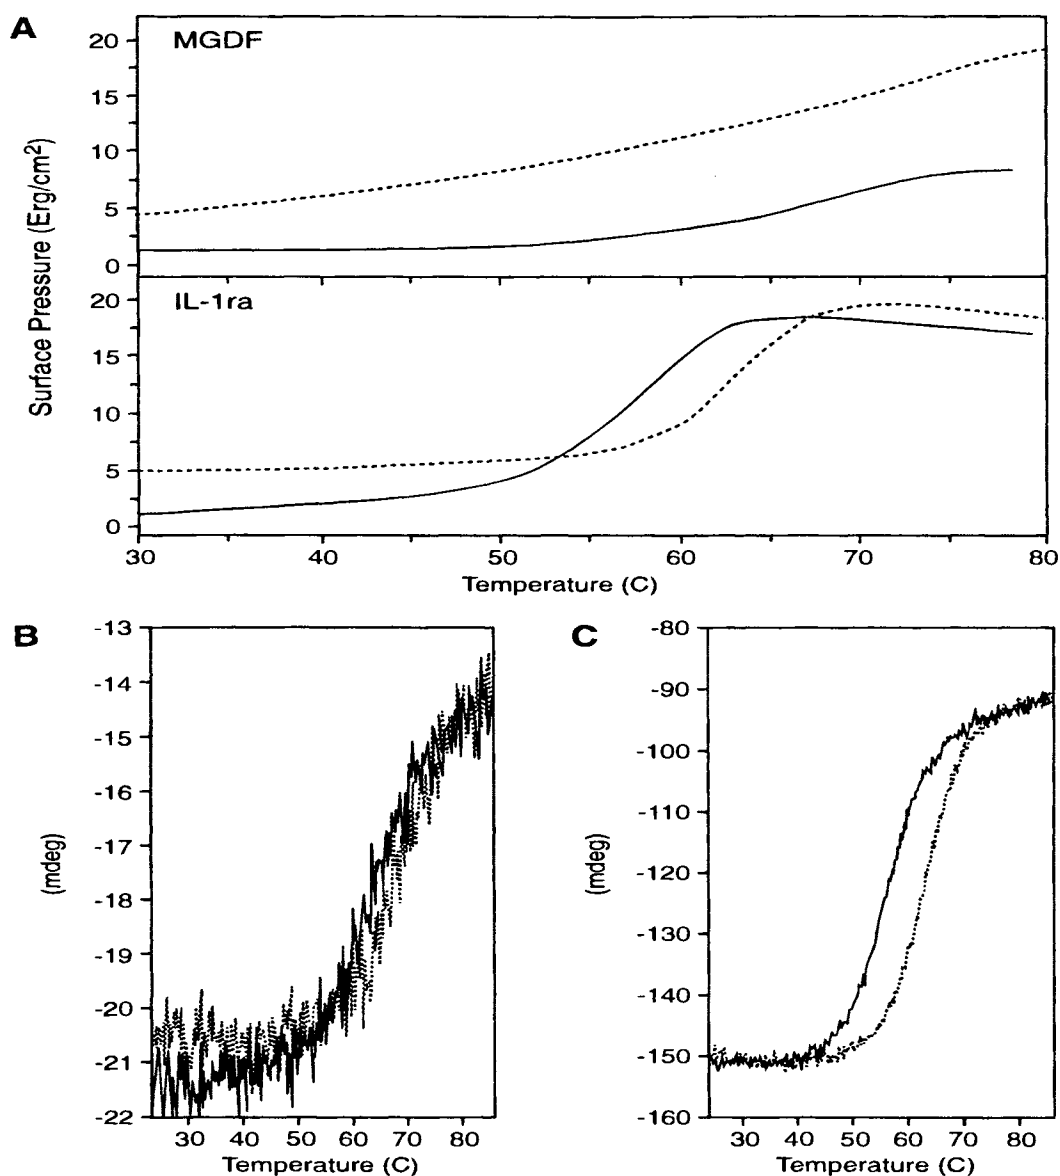 A
MGDF
20
15
10
5
0
Surface Pressure (Erg/cm²)
IL-1ra
20
15
10
5
0
30 40 50 60 70 80
Temperature (C)
B
-13
-14
-15
-16
-17
-18
-19
-20
-21
-22
(mdeg)
30 40 50 60 70 80
Temperature (C)
C
-80
-90
-100
-110
-120
-130
-140
-150
-160
(mdeg)
30 40 50 60 70 80
Temperature (C)